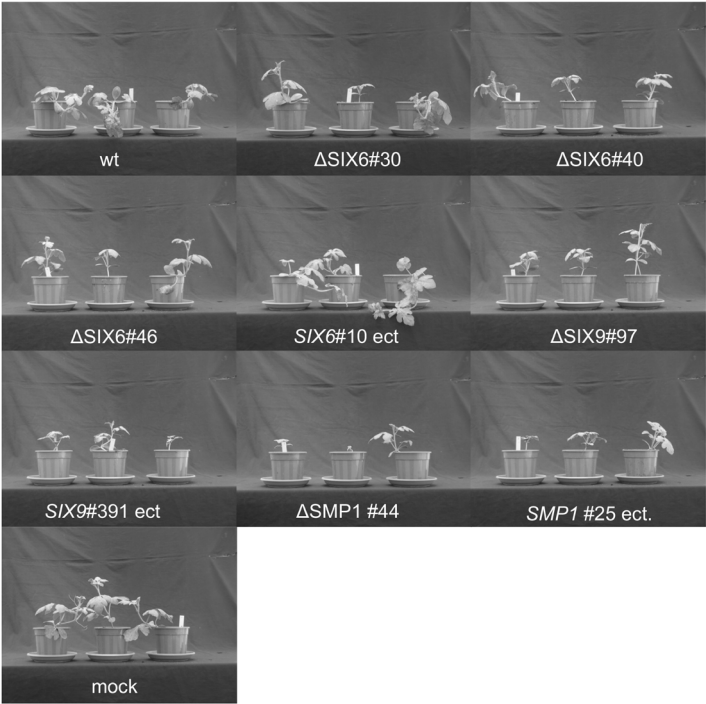 wt
ΔSIX6#30
ΔSIX6#40
ΔSIX6#46
SIX6#10 ect
ΔSIX9#97
SIX9#391 ect
ΔSMP1 #44
SMP1 #25 ect.
mock